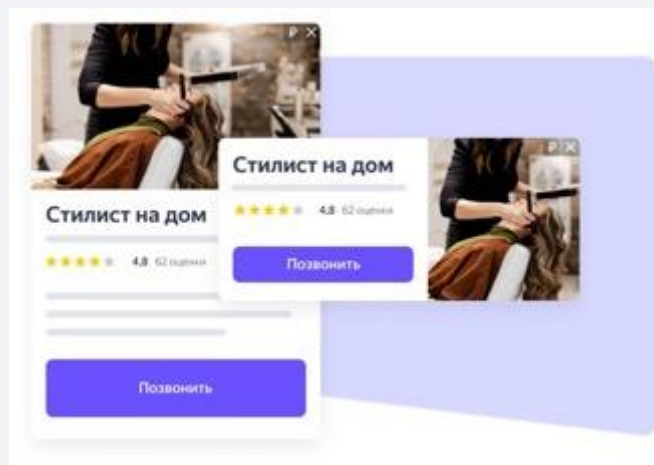 ₽ ×
Стилист на дом
4,8 62 оценки
Позвонить
₽ ×
Стилист на дом
4,8 62 оценки
Позвонить